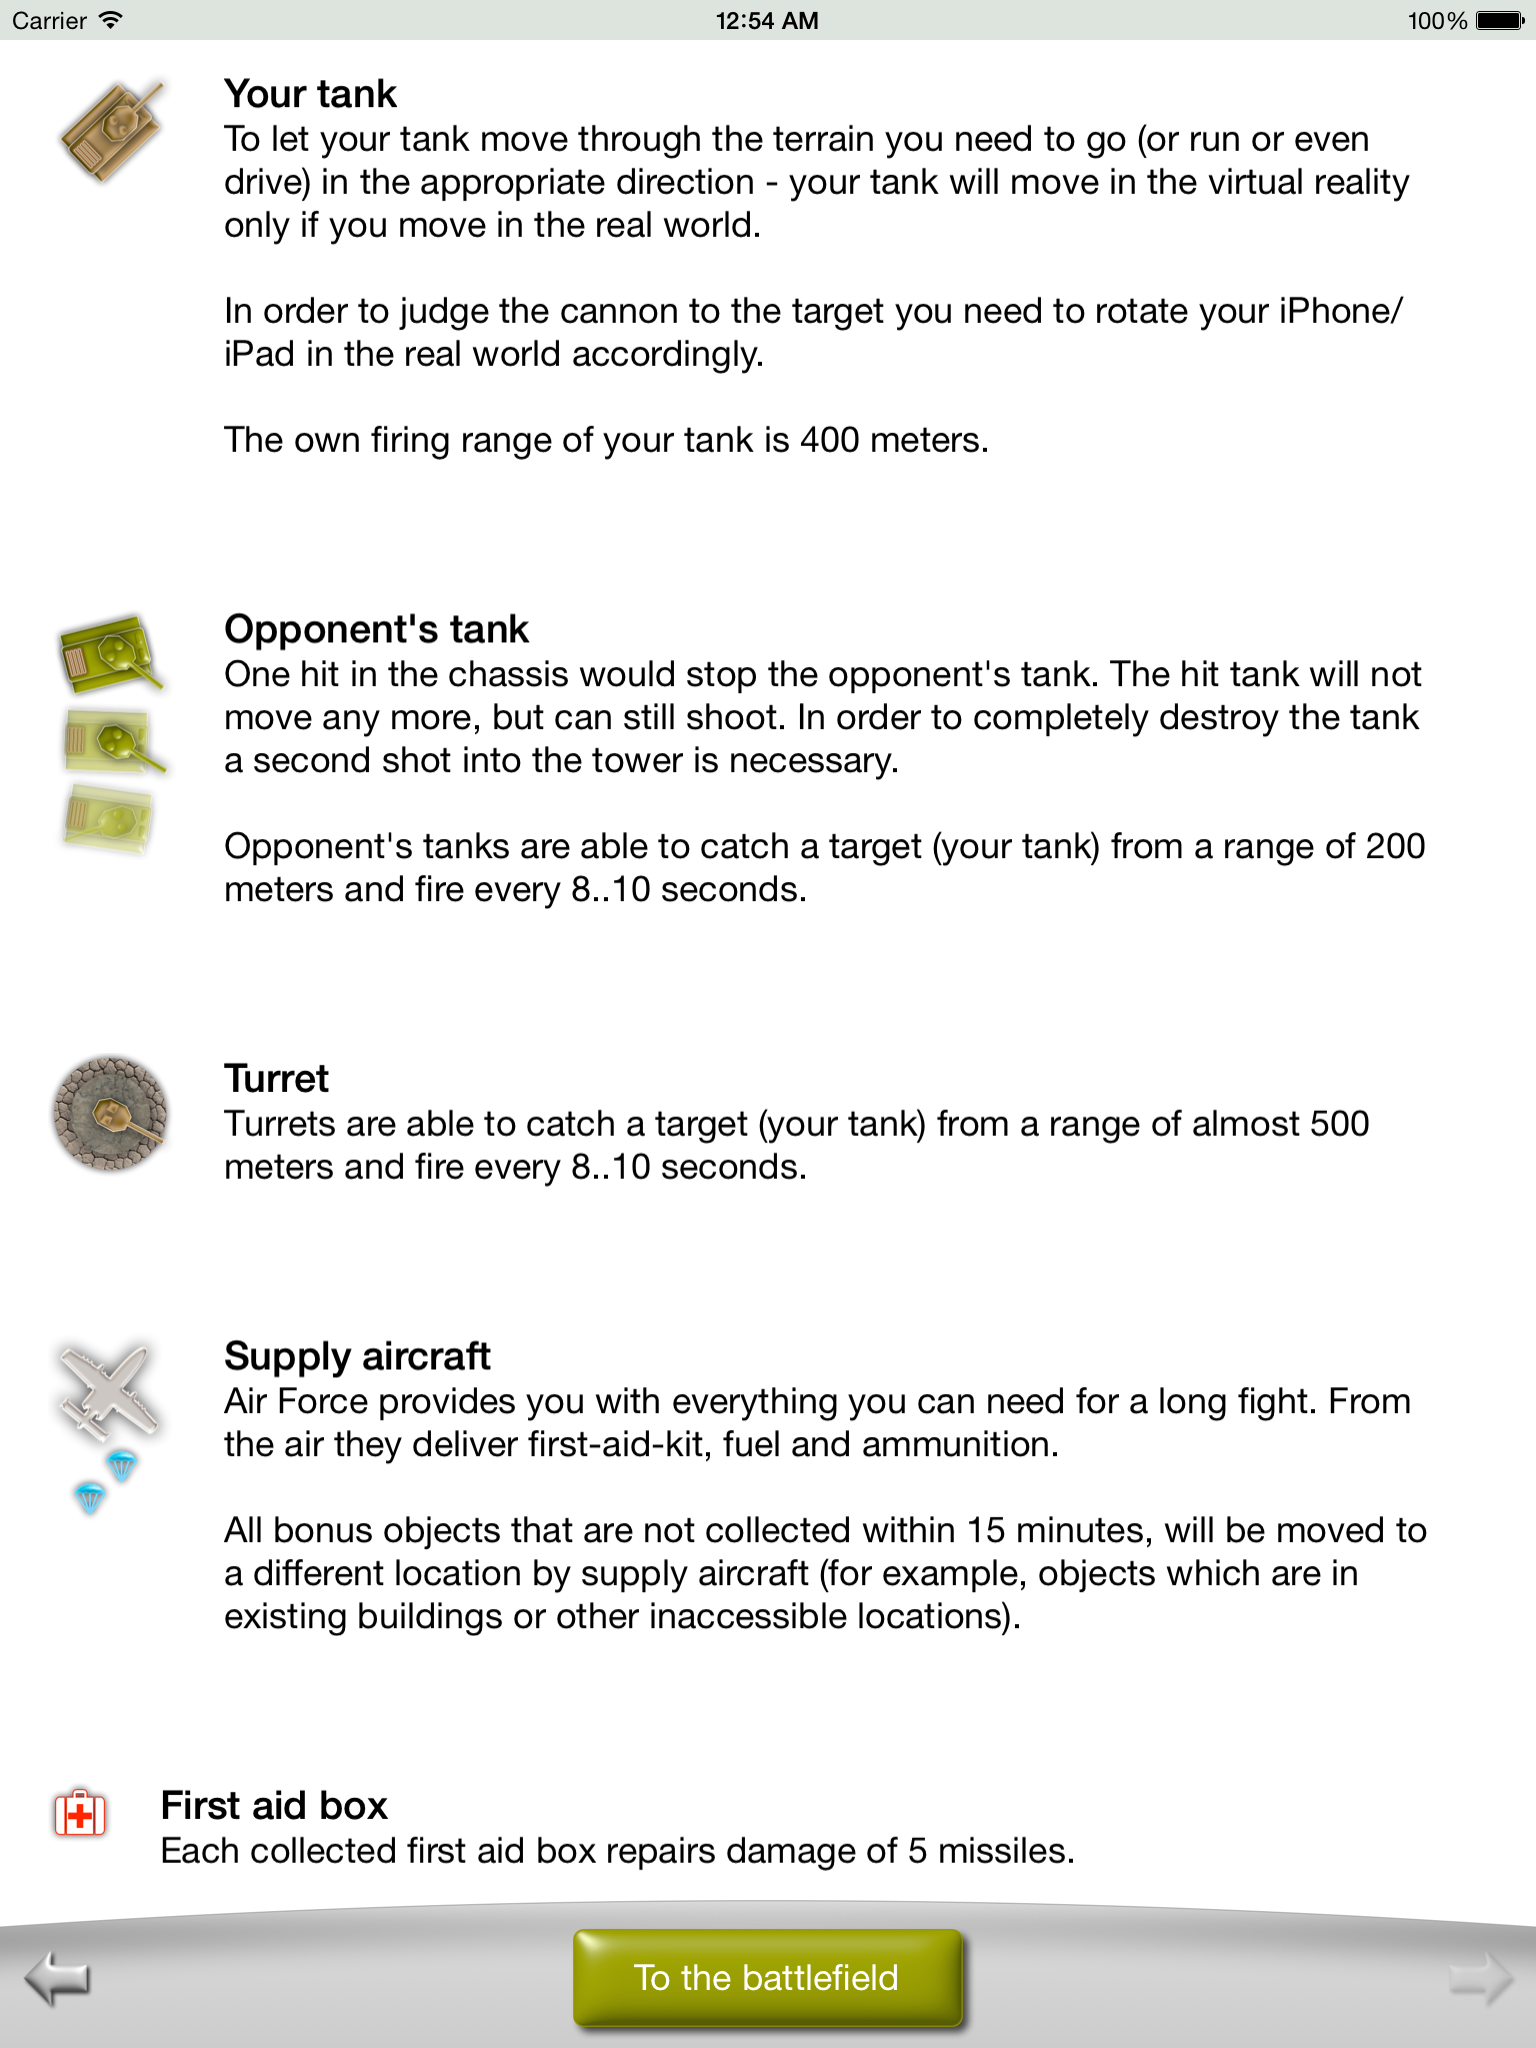 Carrier
12:54 AM
100%
Your tank
To let your tank move through the terrain you need to go (or run or even
drive) in the appropriate direction - your tank will move in the virtual reality
only if you move in the real world.
In order to judge the cannon to the target you need to rotate your iPhone/
iPad in the real world accordingly.
The own firing range of your tank is 400 meters.
Opponent's tank
One hit in the chassis would stop the opponent's tank. The hit tank will not
move any more, but can still shoot. In order to completely destroy the tank
a second shot into the tower is necessary.
Opponent's tanks are able to catch a target (your tank) from a range of 200
meters and fire every 8..10 seconds.
Turret
Turrets are able to catch a target (your tank) from a range of almost 500
meters and fire every 8..10 seconds.
Supply aircraft
Air Force provides you with everything you can need for a long fight. From
the air they deliver first-aid-kit, fuel and ammunition.
All bonus objects that are not collected within 15 minutes, will be moved to
a different location by supply aircraft (for example, objects which are in
existing buildings or other inaccessible locations).
First aid box
Each collected first aid box repairs damage of 5 missiles.
To the battlefield